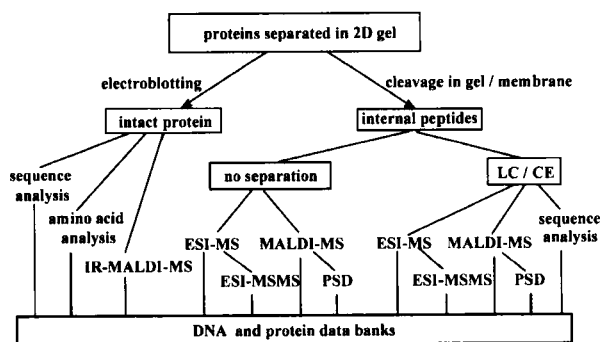 proteins separated in 2D gel
electroblotting
cleavage in gel / membrane
intact protein
internal peptides
sequence
analysis
amino acid
analysis
IR-MALDI-MS
no separation
LC / CE
ESI-MS
MALDI-MS
ESI-MSMS
PSD
ESI-MS
MALDI-MS
sequence
analysis
ESI-MSMS
PSD
DNA and protein data banks